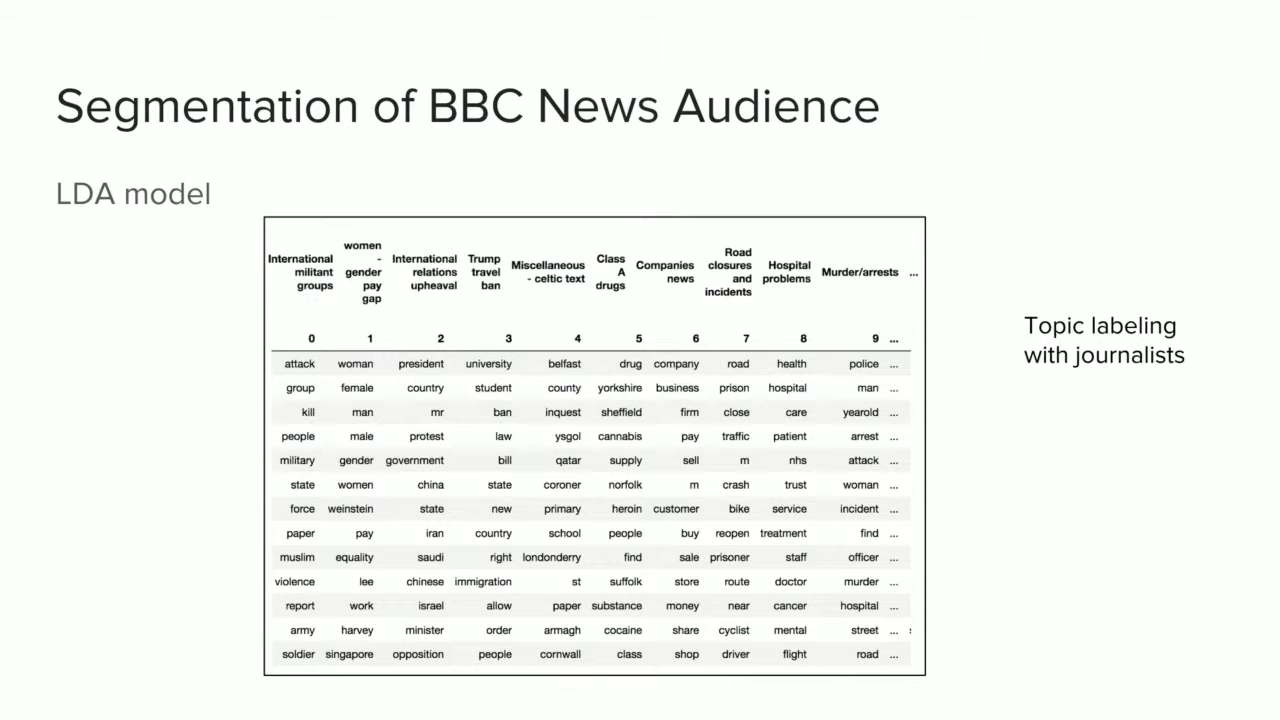 Segmentation of BBC News Audience
LDA model
International militant groups women - gender pay gap International relations upheaval Trump travel ban Miscellaneous - celtic text Class A drugs Companies news Road closures and incidents Hospital problems Murder/arrests ...
0 1 2 3 4 5 6 7 8 9 ...
attack woman president university belfast drug company road health police ...
group female country student county yorkshire business prison hospital man ...
kill man mr ban inquest sheffield firm close care yearold ...
people male protest law ysgol cannabis pay traffic patient arrest ...
military gender government bill qatar supply sell m nhs attack ...
state women china state coroner norfolk m crash trust woman ...
force weinstein state new primary heroin customer bike service incident ...
paper pay iran country school people buy reopen treatment find ...
muslim equality saudi right londonderry find sale prisoner staff officer ...
violence lee chinese immigration st suffolk store route doctor murder ...
report work israel allow paper substance money near cancer hospital ...
army harvey minister order armagh cocaine share cyclist mental street ...
soldier singapore opposition people cornwall class shop driver flight road ...
Topic labeling
with journalists